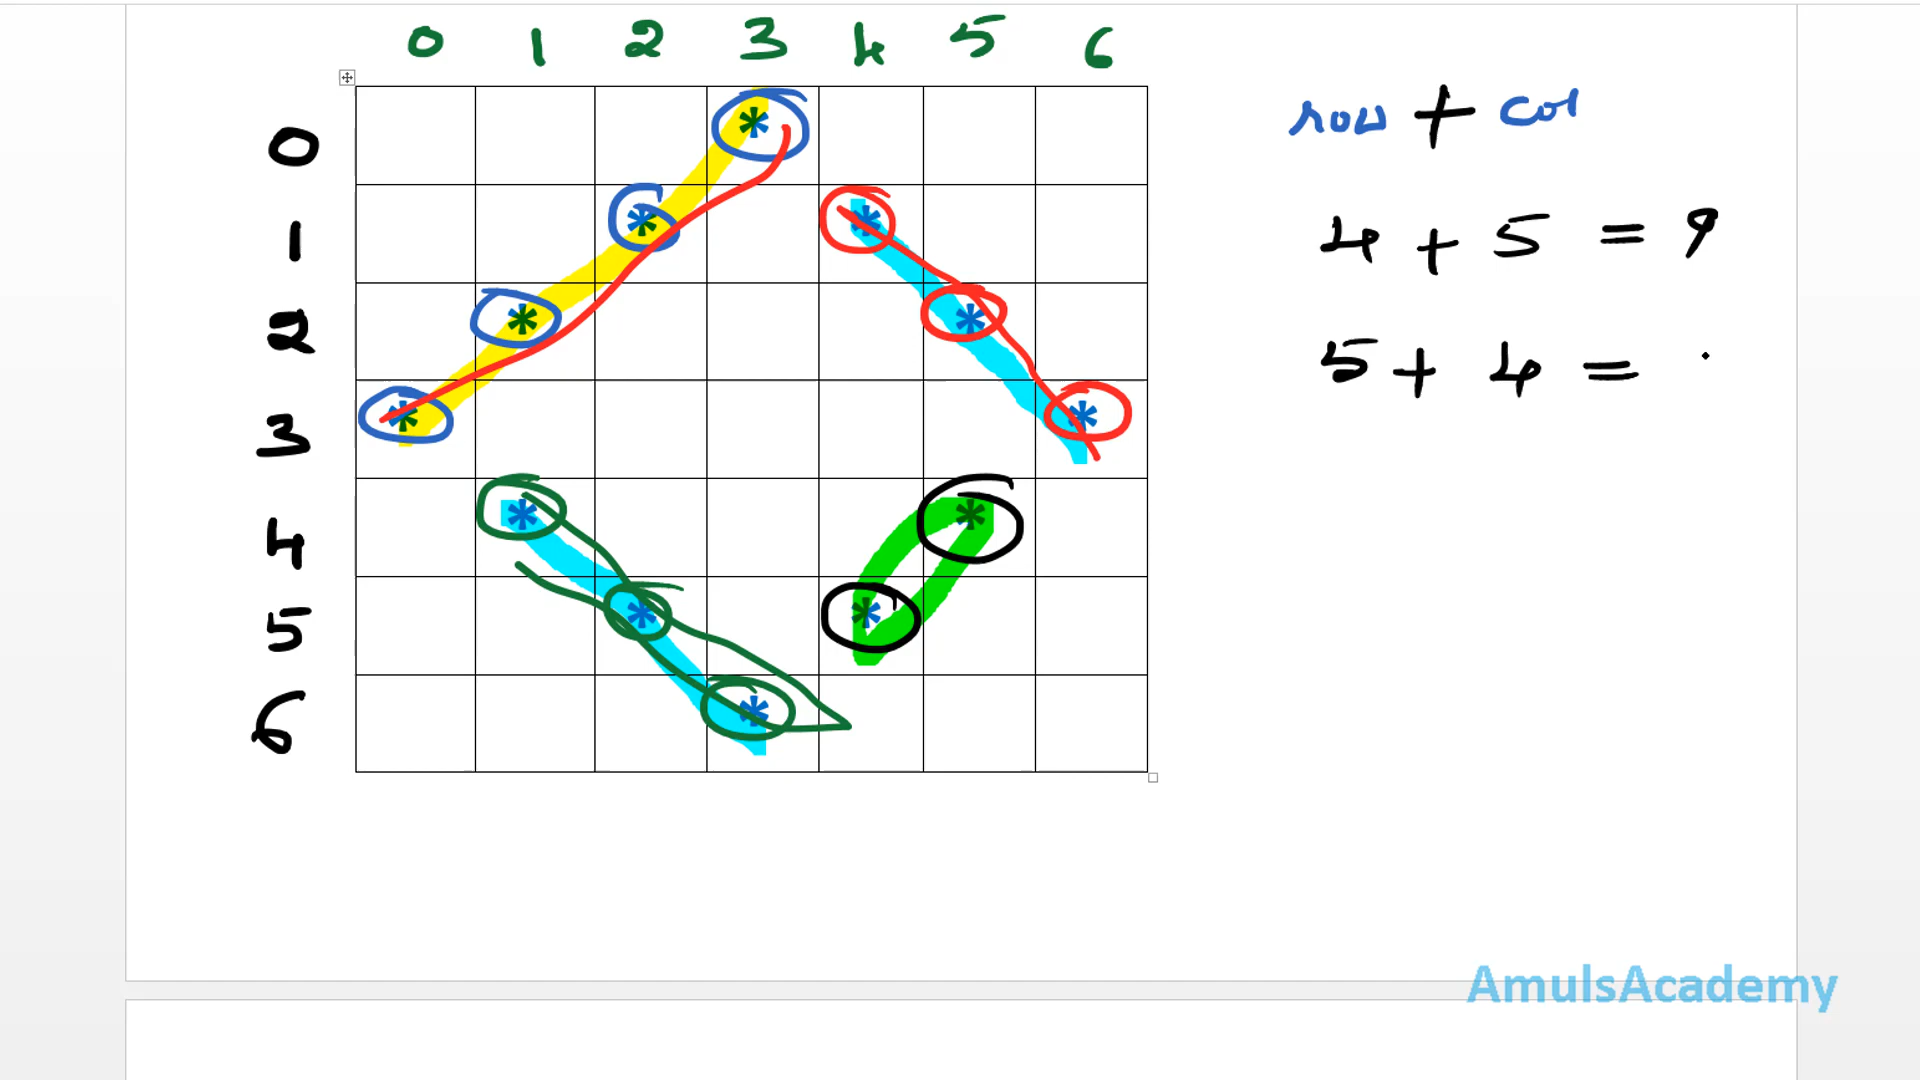 0 1 2 3 4 5 6
row + col
0 *
1 * *
4 + 5 = 9
2 * *
5 + 4 =
3 * *
4 * *
5 * *
6 *
AmulsAcademy